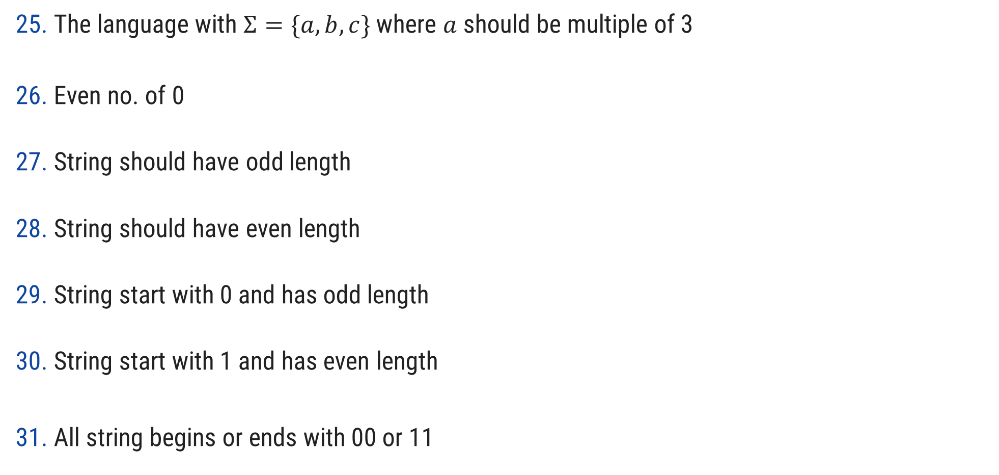 25. The language with Σ = {a, b, c} where a should be multiple of 3
26. Even no. of 0
27. String should have odd length
28. String should have even length
29. String start with 0 and has odd length
30. String start with 1 and has even length
31. All string begins or ends with 00 or 11